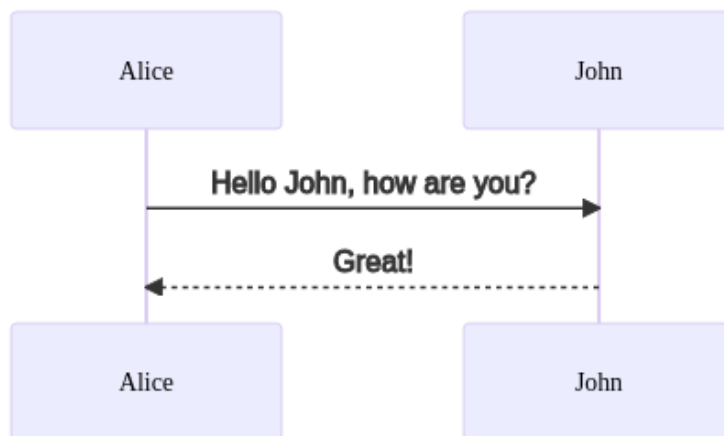 Alice
John
Hello John, how are you?
Great!
Alice
John